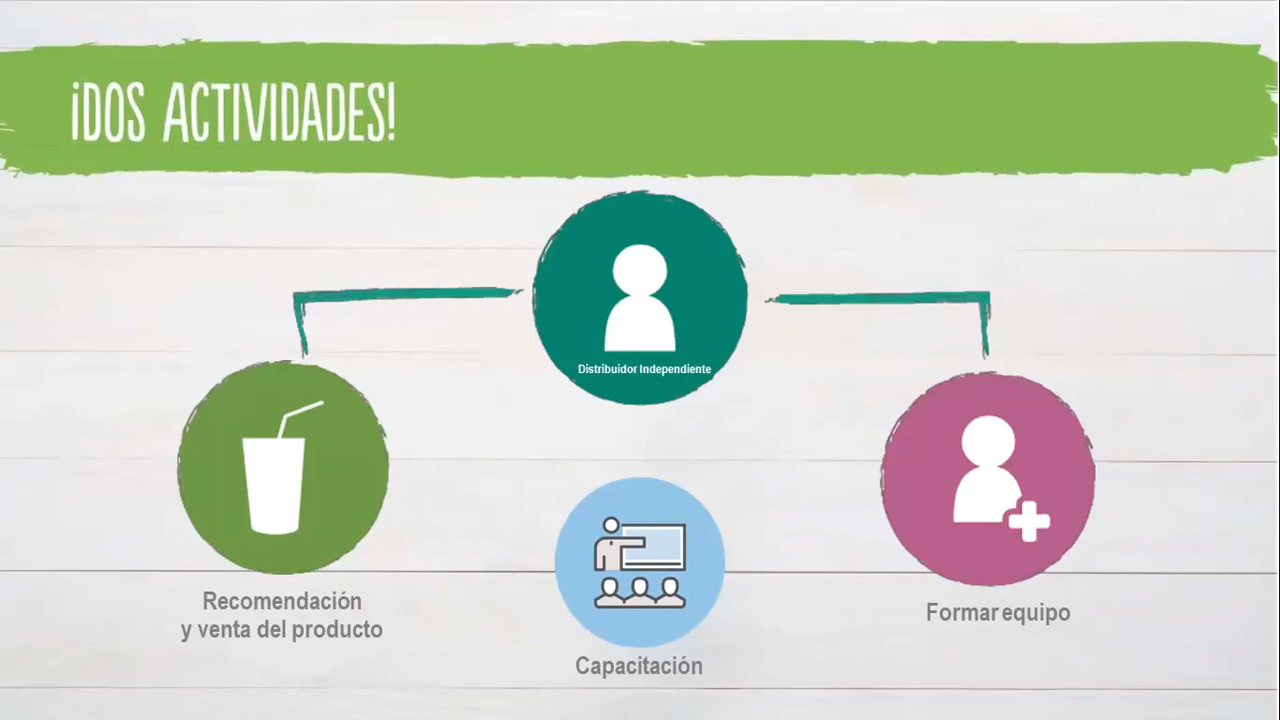 ¡DOS ACTIVIDADES!
Distribuidor Independiente
Recomendación
y venta del producto
Capacitación
Formar equipo